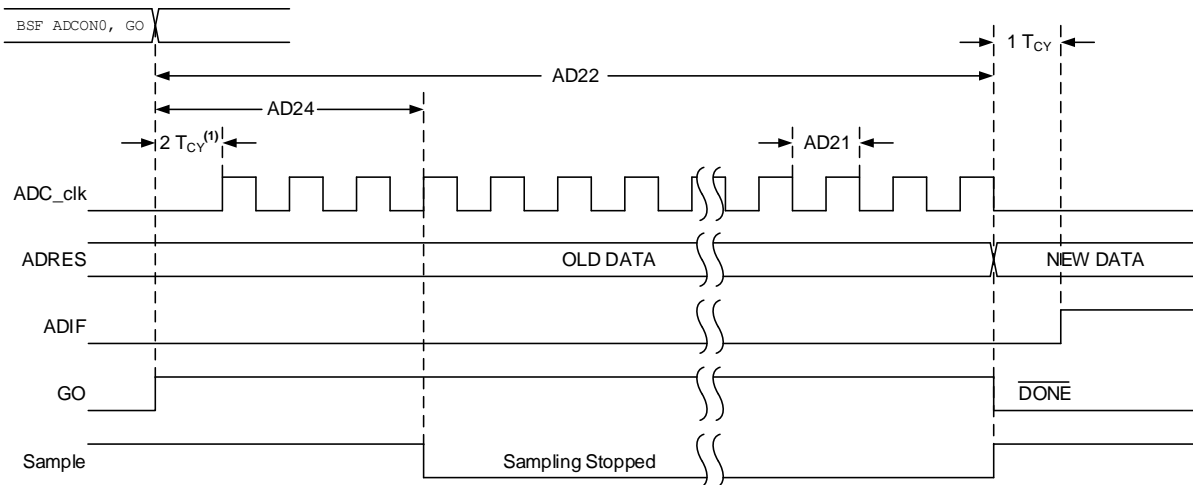 BSF ADCON0, GO
1 TCY
AD22
AD24
2 TCY(1)
AD21
ADC_clk
ADRES
OLD DATA
NEW DATA
ADIF
GO
DONE
Sample
Sampling Stopped